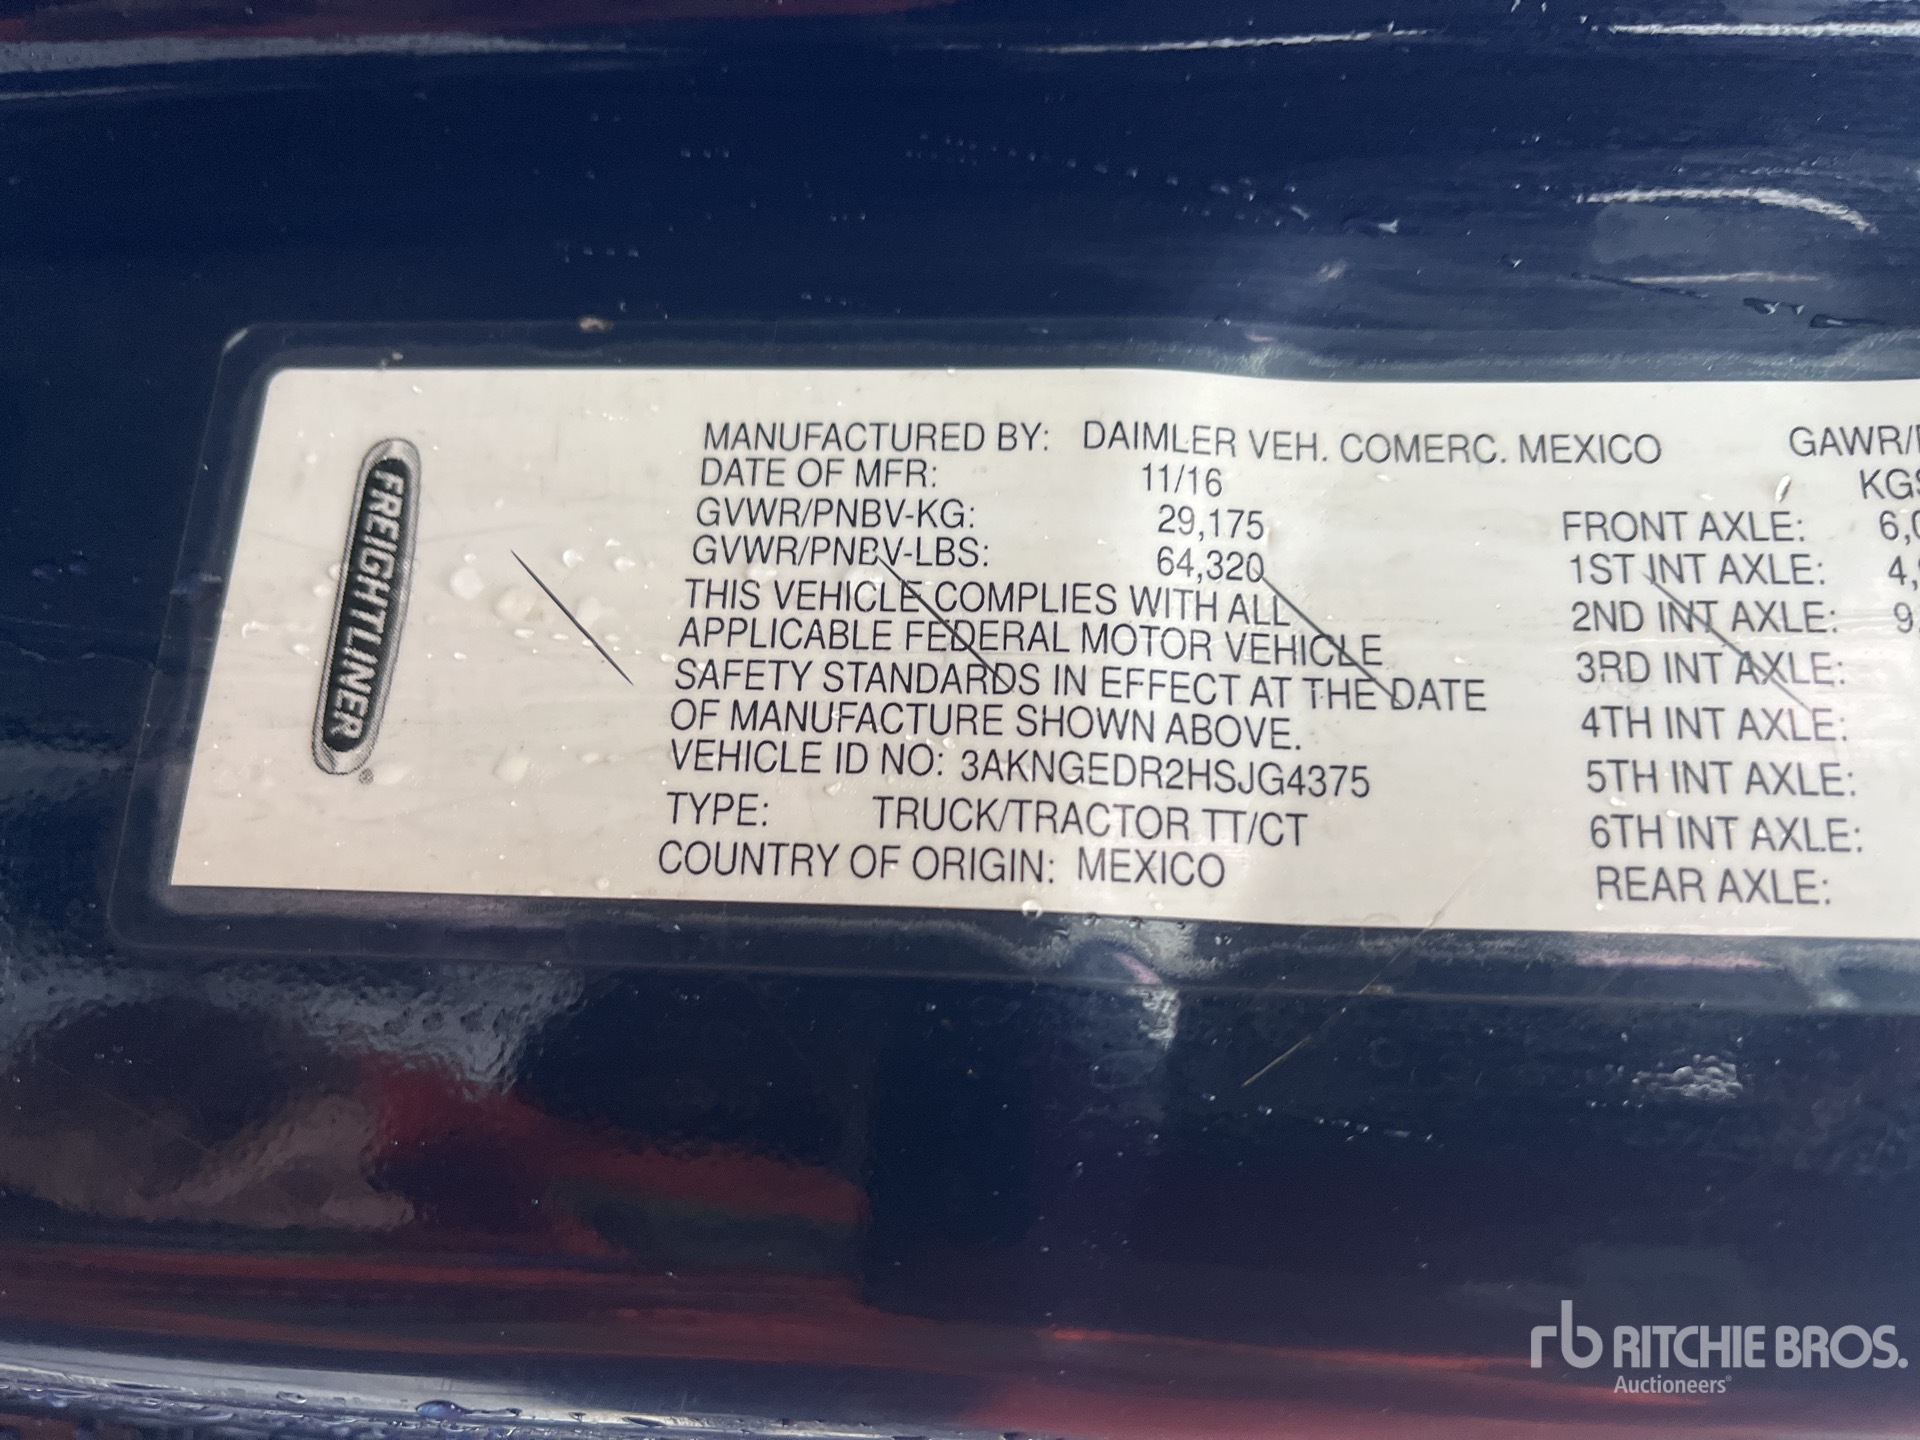 FREIGHTLINER®
MANUFACTURED BY: DAIMLER VEH. COMERC. MEXICO
DATE OF MFR: 11/16
GVWR/PNBV-KG: 29,175
GVWR/PNBV-LBS: 64,320
THIS VEHICLE COMPLIES WITH ALL
APPLICABLE FEDERAL MOTOR VEHICLE
SAFETY STANDARDS IN EFFECT AT THE DATE
OF MANUFACTURE SHOWN ABOVE.
VEHICLE ID NO: 3AKNGEDR2HSJG4375
TYPE: TRUCK/TRACTOR TT/CT
COUNTRY OF ORIGIN: MEXICO
GAWR/
KGS
FRONT AXLE: 6,0
1ST INT AXLE: 4,
2ND INT AXLE: 9
3RD INT AXLE:
4TH INT AXLE:
5TH INT AXLE:
6TH INT AXLE:
REAR AXLE:
rb RITCHIE BROS.
Auctioneers®